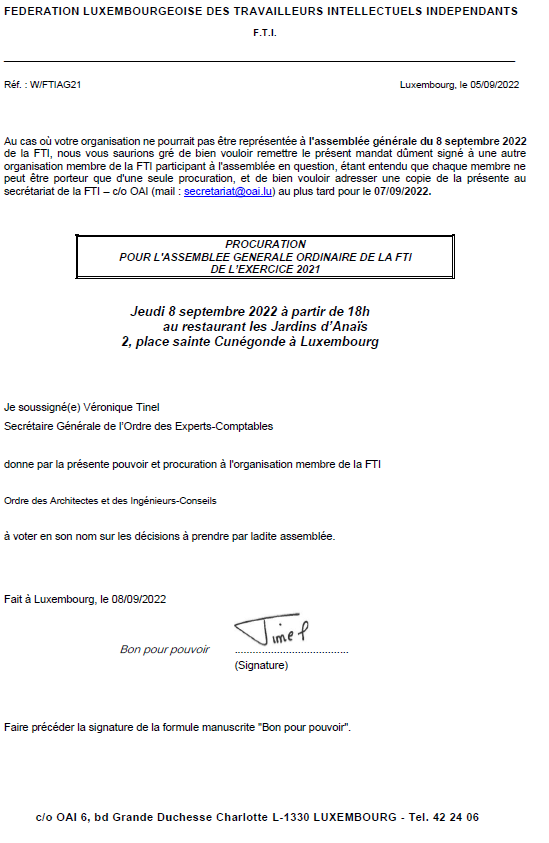 FEDERATION LUXEMBOURGEOISE DES TRAVAILLEURS INTELLECTUELS INDEPENDANTS
F.T.I.
Réf. : W/FTIAG21 Luxembourg, le 05/09/2022
Au cas où votre organisation ne pourrait pas être représentée à l'assemblée générale du 8 septembre 2022
de la FTI, nous vous saurions gré de bien vouloir remettre le présent mandat dûment signé à une autre
organisation membre de la FTI participant à l'assemblée en question, étant entendu que chaque membre ne
peut être porteur que d'une seule procuration, et de bien vouloir adresser une copie de la présente au
secrétariat de la FTI – c/o OAI (mail : secretariat@oai.lu) au plus tard pour le 07/09/2022.
PROCURATION
POUR L'ASSEMBLEE GENERALE ORDINAIRE DE LA FTI
DE L'EXERCICE 2021
Jeudi 8 septembre 2022 à partir de 18h
au restaurant les Jardins d'Anaïs
2, place sainte Cunégonde à Luxembourg
Je soussigné(e) Véronique Tinel
Secrétaire Générale de l'Ordre des Experts-Comptables
donne par la présente pouvoir et procuration à l'organisation membre de la FTI
Ordre des Architectes et des Ingénieurs-Conseils
à voter en son nom sur les décisions à prendre par ladite assemblée.
Fait à Luxembourg, le 08/09/2022
Tinel
Bon pour pouvoir ......................................
(Signature)
Faire précéder la signature de la formule manuscrite "Bon pour pouvoir".
c/o OAI 6, bd Grande Duchesse Charlotte L-1330 LUXEMBOURG - Tel. 42 24 06